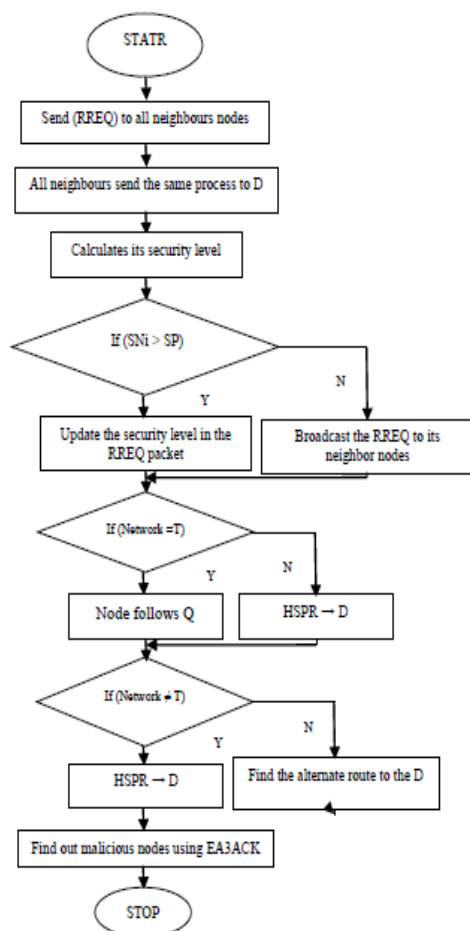 STATR
Send (RREQ) to all neighbours nodes
All neighbours send the same process to D
Calculates its security level
If (SNi > SP)
Y
N
Update the security level in the
RREQ packet
Broadcast the RREQ to its
neighbor nodes
If (Network =T)
Y
N
Node follows Q
HSPR → D
If (Network ≠ T)
Y
N
HSPR → D
Find the alternate route to the D
Find out malicious nodes using EA3ACK
STOP